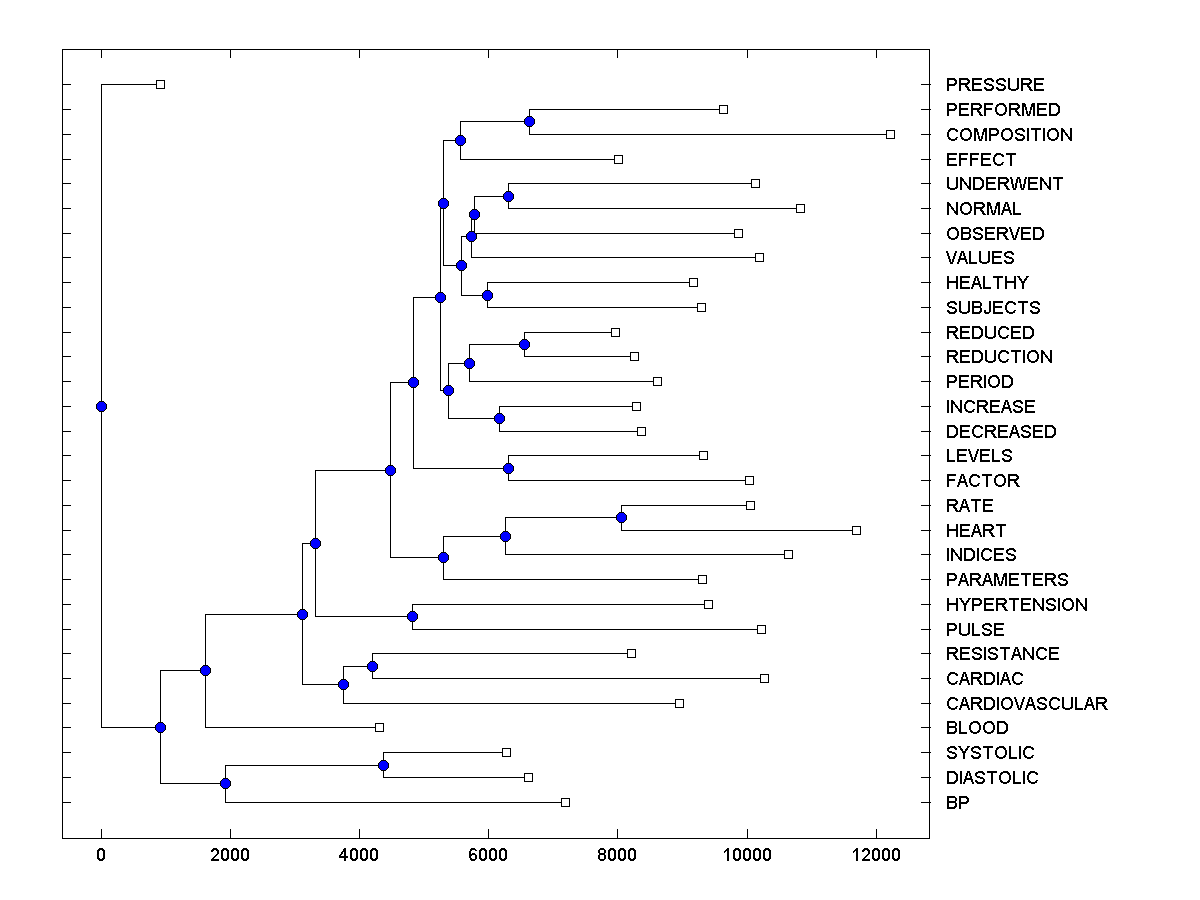 PRESSURE
PERFORMED
COMPOSITION
EFFECT
UNDERWENT
NORMAL
OBSERVED
VALUES
HEALTHY
SUBJECTS
REDUCED
REDUCTION
PERIOD
INCREASE
DECREASED
LEVELS
FACTOR
RATE
HEART
INDICES
PARAMETERS
HYPERTENSION
PULSE
RESISTANCE
CARDIAC
CARDIOVASCULAR
BLOOD
SYSTOLIC
DIASTOLIC
BP
0 2000 4000 6000 8000 10000 12000